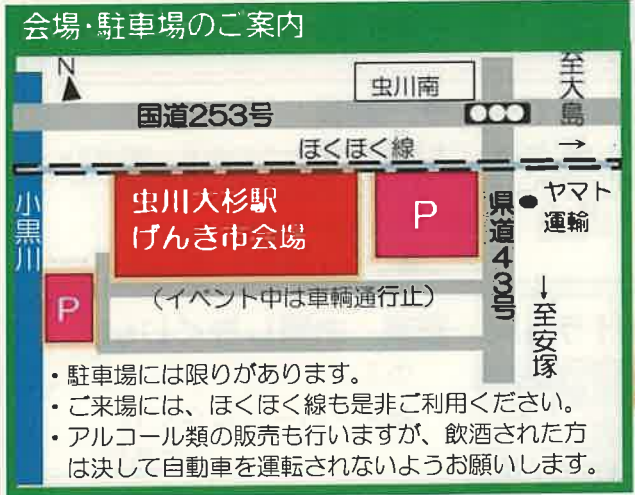 会場・駐車場のご案内
N
虫川南
至大島
→
国道253号
ほくほく線
小黒川
虫川大杉駅
げんき市会場
P
県道43号
ヤマト
運輸
P
(イベント中は車輌通行止)
↓至安塚
・駐車場には限りがあります。
・ご来場には、ほくほく線も是非ご利用ください。
・アルコール類の販売も行いますが、飲酒された方
は決して自動車を運転されないようお願いします。